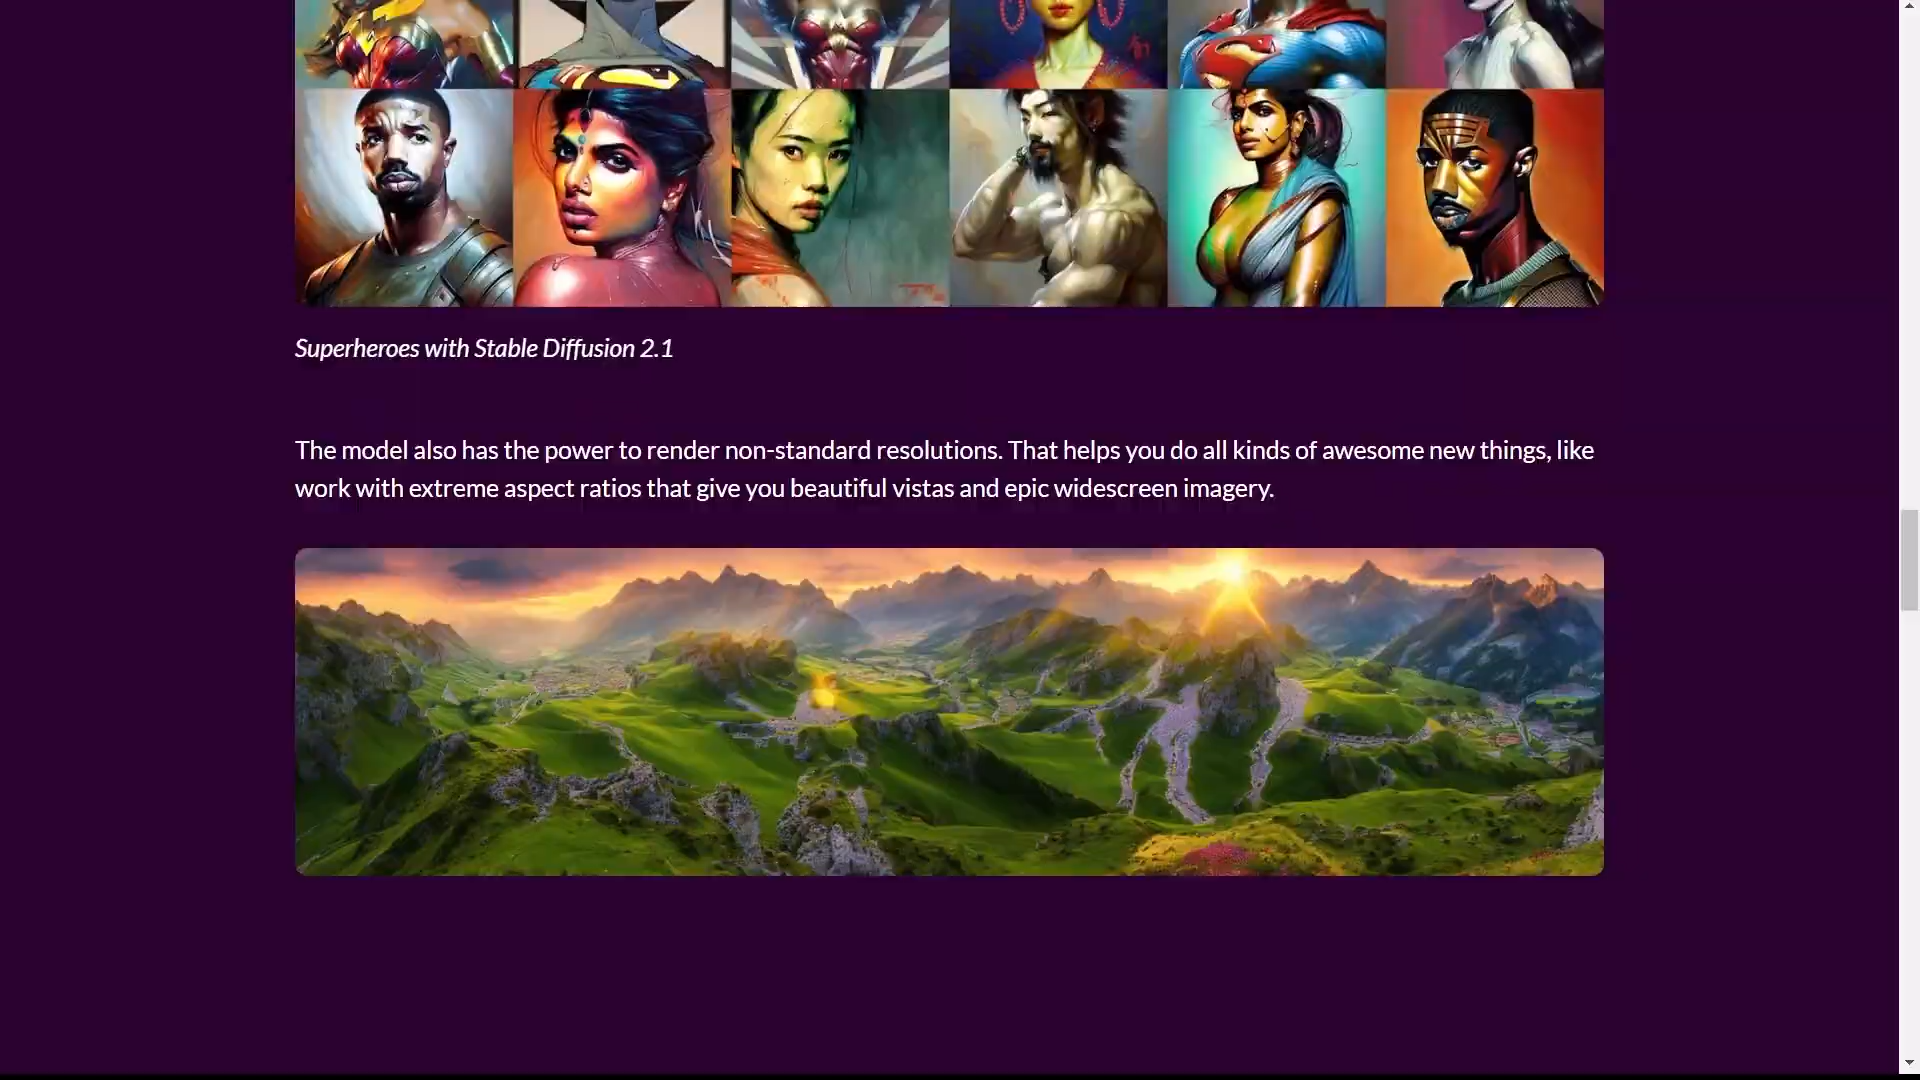 Superheroes with Stable Diffusion 2.1
The model also has the power to render non-standard resolutions. That helps you do all kinds of awesome new things, like
work with extreme aspect ratios that give you beautiful vistas and epic widescreen imagery.